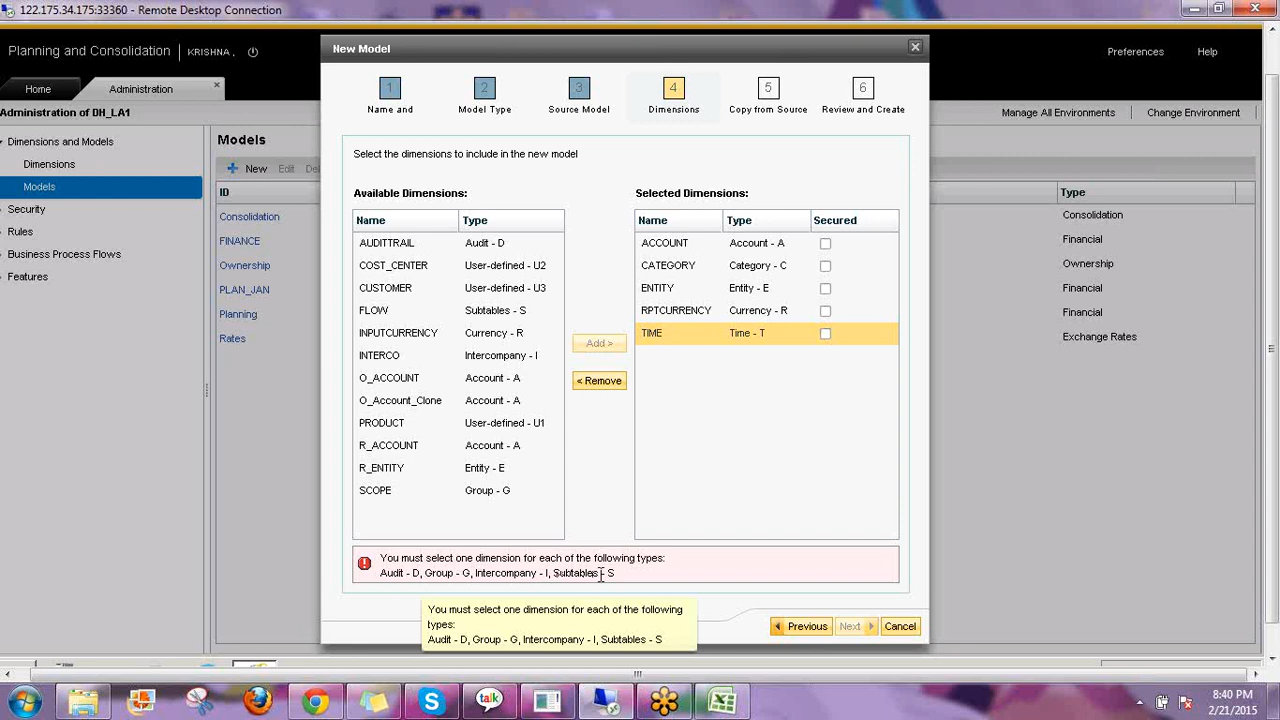 122.175.34.175:33360 - Remote Desktop Connection
Planning and Consolidation
KRISHNA .
Preferences
Help
Home
Administration
Administration of DH_LA1
Manage All Environments
Change Environment
Dimensions and Models
Dimensions
Models
Security
Rules
Business Process Flows
Features
Models
New
Edit
De
ID
Type
Consolidation
Consolidation
FINANCE
Financial
Ownership
Ownership
PLAN_JAN
Financial
Planning
Financial
Rates
Exchange Rates
New Model
1
Name and
2
Model Type
3
Source Model
4
Dimensions
5
Copy from Source
6
Review and Create
Select the dimensions to include in the new model
Available Dimensions:
Name Type
AUDITTRAIL Audit - D
COST_CENTER User-defined - U2
CUSTOMER User-defined - U3
FLOW Subtables - S
INPUTCURRENCY Currency - R
INTERCO Intercompany - I
O_ACCOUNT Account - A
O_Account_Clone Account - A
PRODUCT User-defined - U1
R_ACCOUNT Account - A
R_ENTITY Entity - E
SCOPE Group - G
Add >
< Remove
Selected Dimensions:
Name Type Secured
ACCOUNT Account - A
CATEGORY Category - C
ENTITY Entity - E
RPTCURRENCY Currency - R
TIME Time - T
You must select one dimension for each of the following types:
Audit - D, Group - G, Intercompany - I, Subtables - S
You must select one dimension for each of the following
types:
Audit - D, Group - G, Intercompany - I, Subtables - S
Previous
Next
Cancel
talk
8:40 PM
2/21/2015